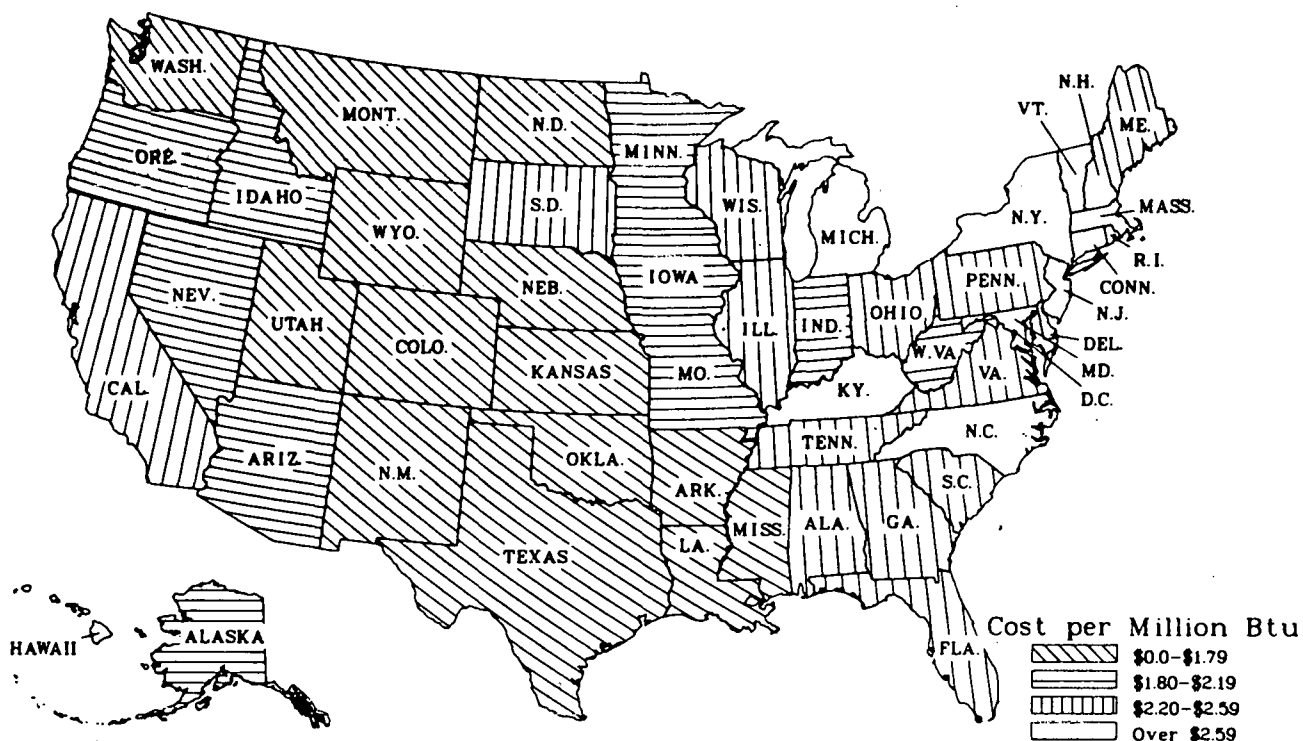 WASH.
MONT.
N.D.
MINN.
ORE.
IDAHO
WYO.
S.D.
WIS.
MICH.
N.Y.
VT.
N.H.
ME.
MASS.
R.I.
CONN.
N.J.
DEL.
MD.
D.C.
NEV.
UTAH
COLO.
NEB.
IOWA
ILL.
IND.
OHIO
PENN.
W.VA
VA.
CAL.
KANSAS
MO.
KY.
ARIZ.
N.M.
OKLA.
ARK.
TENN.
N.C.
S.C.
TEXAS
LA.
MISS.
ALA.
GA.
FLA.
HAWAII
ALASKA
Cost per Million Btu
$0.0-$1.79
$1.80-$2.19
$2.20-$2.59
Over $2.59